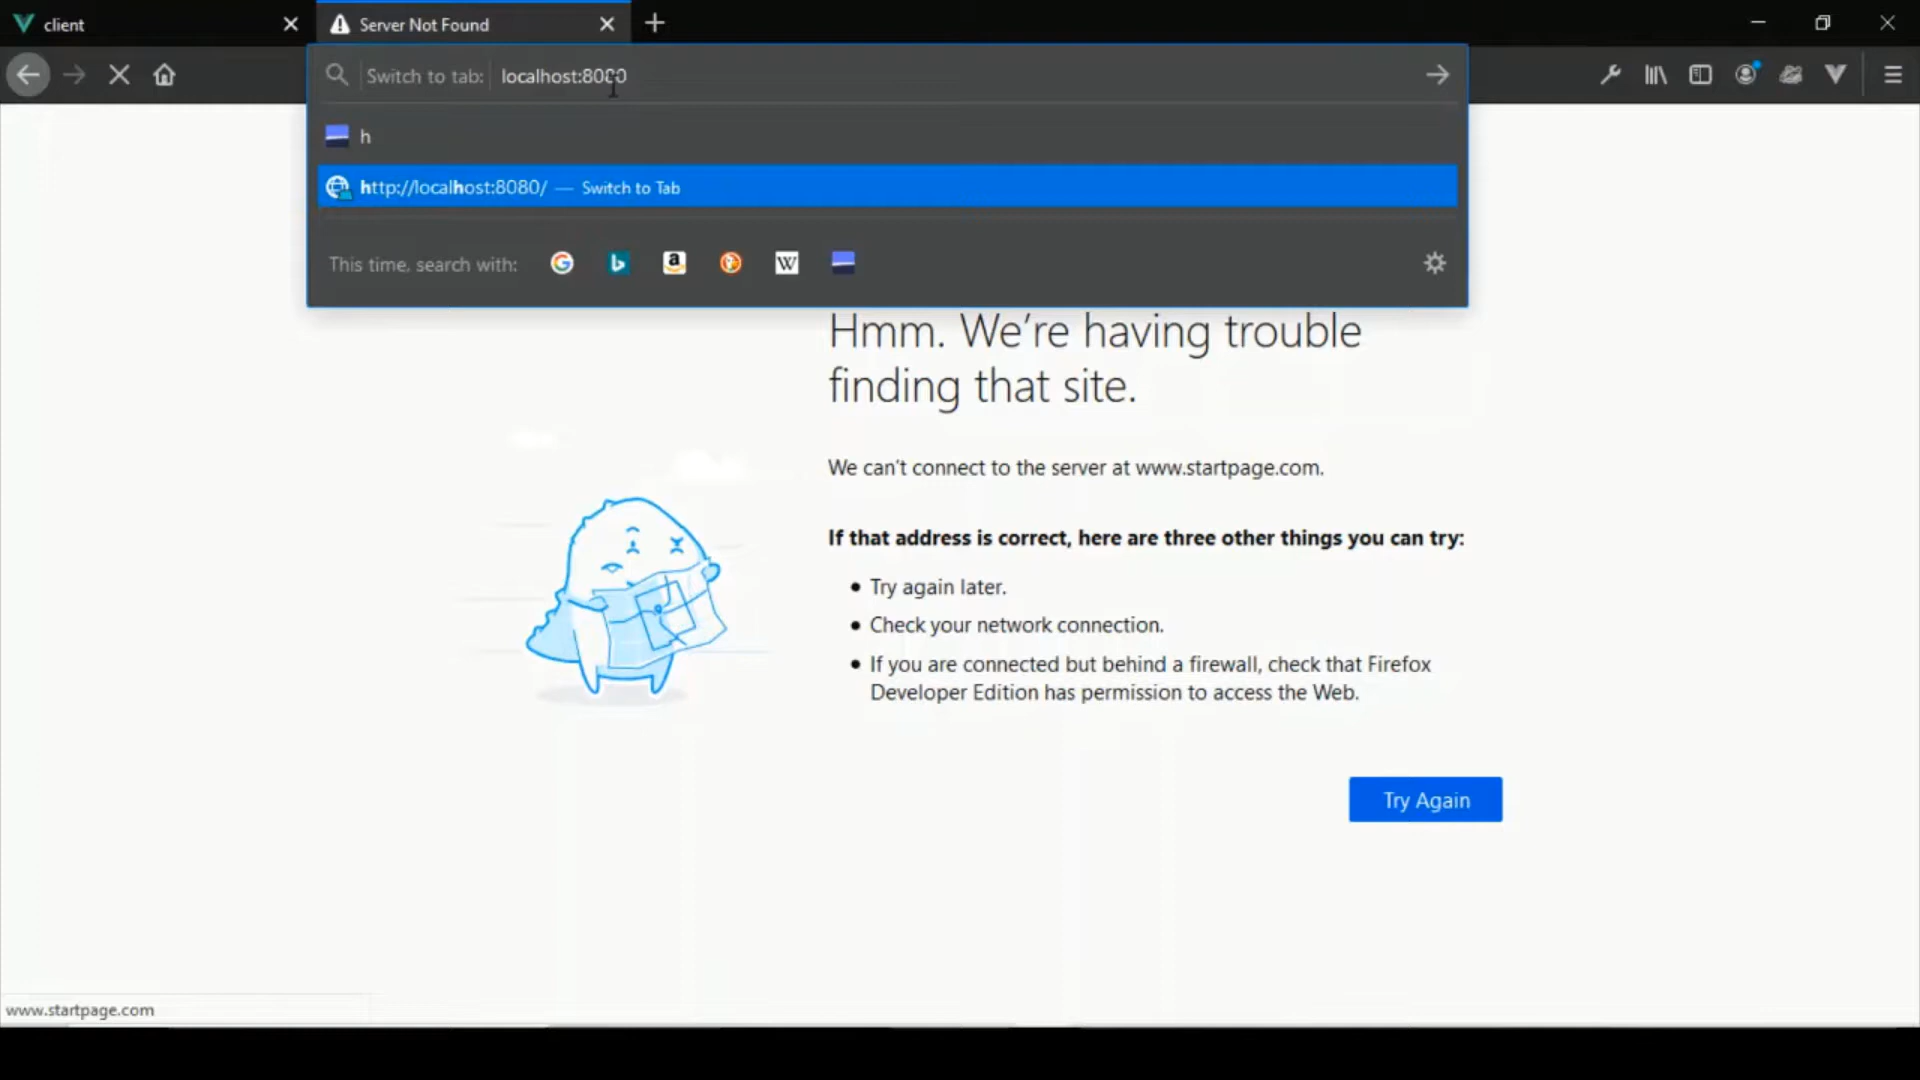 client
Server Not Found
Switch to tab: localhost:8080
h
http://localhost:8080/ — Switch to Tab
This time, search with:
Hmm. We're having trouble
finding that site.
We can't connect to the server at www.startpage.com.
If that address is correct, here are three other things you can try:
Try again later.
Check your network connection.
If you are connected but behind a firewall, check that Firefox
Developer Edition has permission to access the Web.
Try Again
www.startpage.com